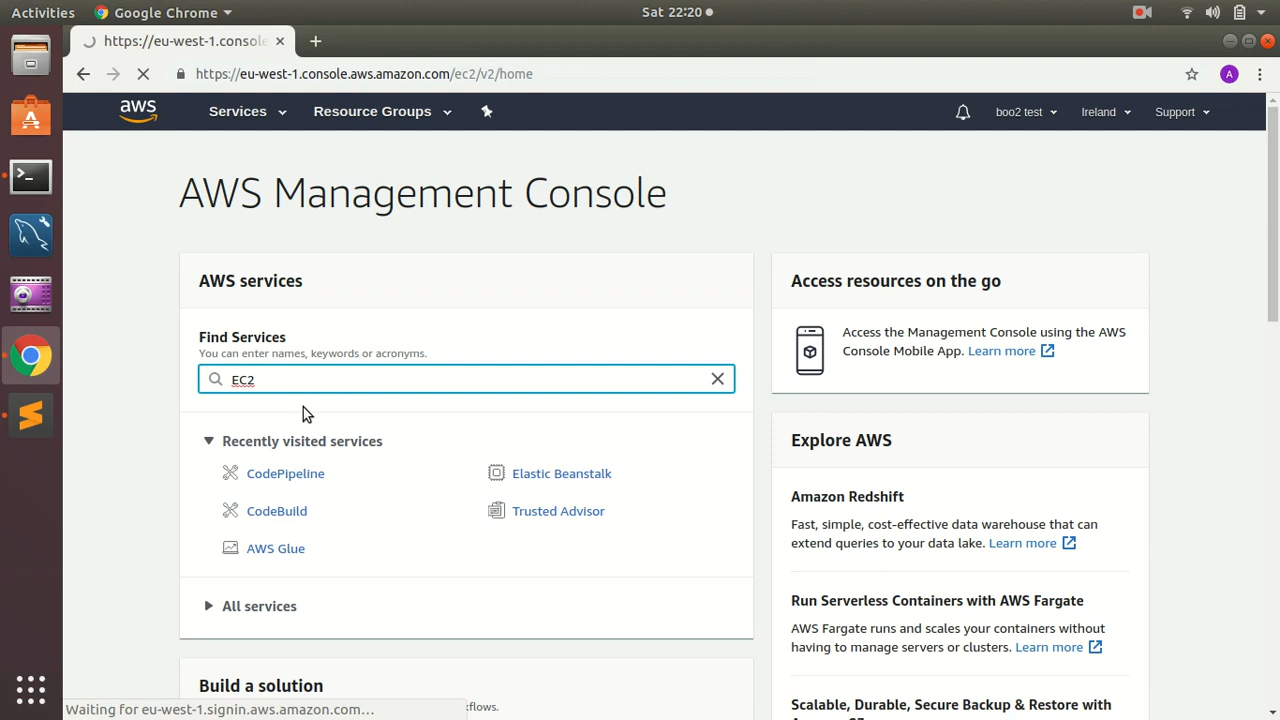 Activities
Google Chrome
Sat 22:20
https://eu-west-1.console
https://eu-west-1.console.aws.amazon.com/ec2/v2/home
A
aws
Services
Resource Groups
boo2 test
Ireland
Support
AWS Management Console
AWS services
Find Services
You can enter names, keywords or acronyms.
EC2
Recently visited services
CodePipeline
Elastic Beanstalk
CodeBuild
Trusted Advisor
AWS Glue
All services
Build a solution
kflows.
Access resources on the go
Access the Management Console using the AWS
Console Mobile App. Learn more
Explore AWS
Amazon Redshift
Fast, simple, cost-effective data warehouse that can
extend queries to your data lake. Learn more
Run Serverless Containers with AWS Fargate
AWS Fargate runs and scales your containers without
having to manage servers or clusters. Learn more
Scalable, Durable, Secure Backup & Restore with
Waiting for eu-west-1.signin.aws.amazon.com...